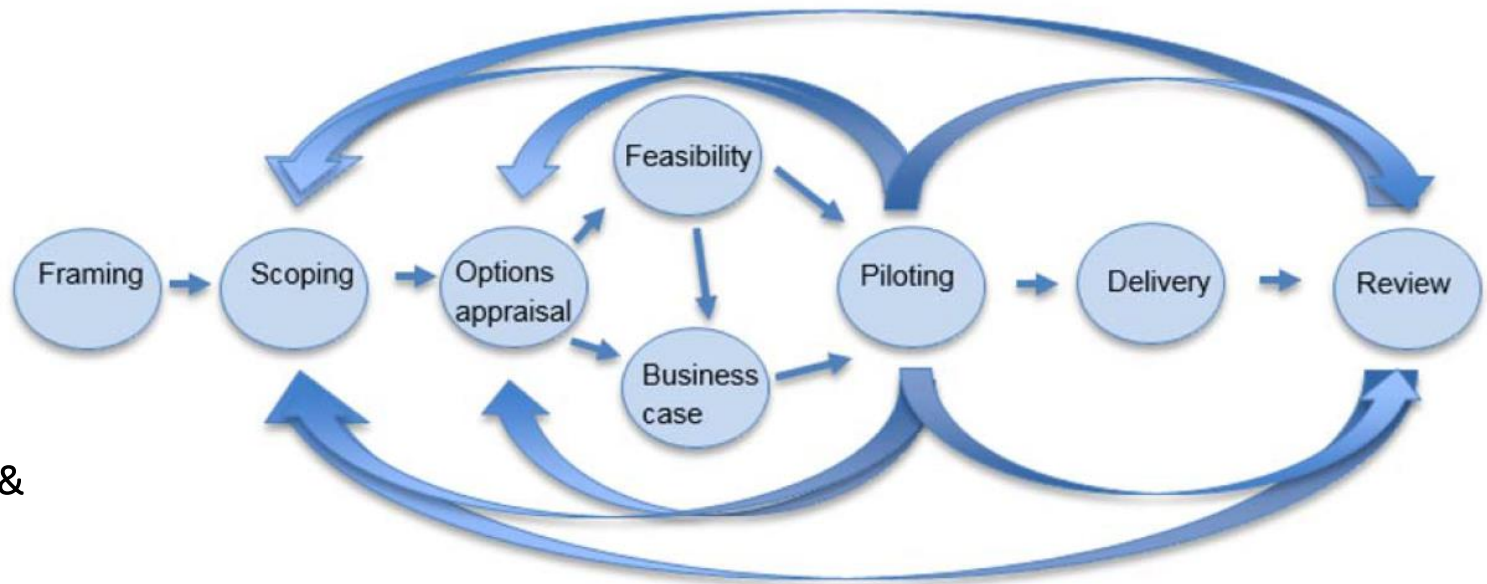 Feasibility
Framing
Scoping
Options
appraisal
Piloting
Delivery
Review
Business
case
&